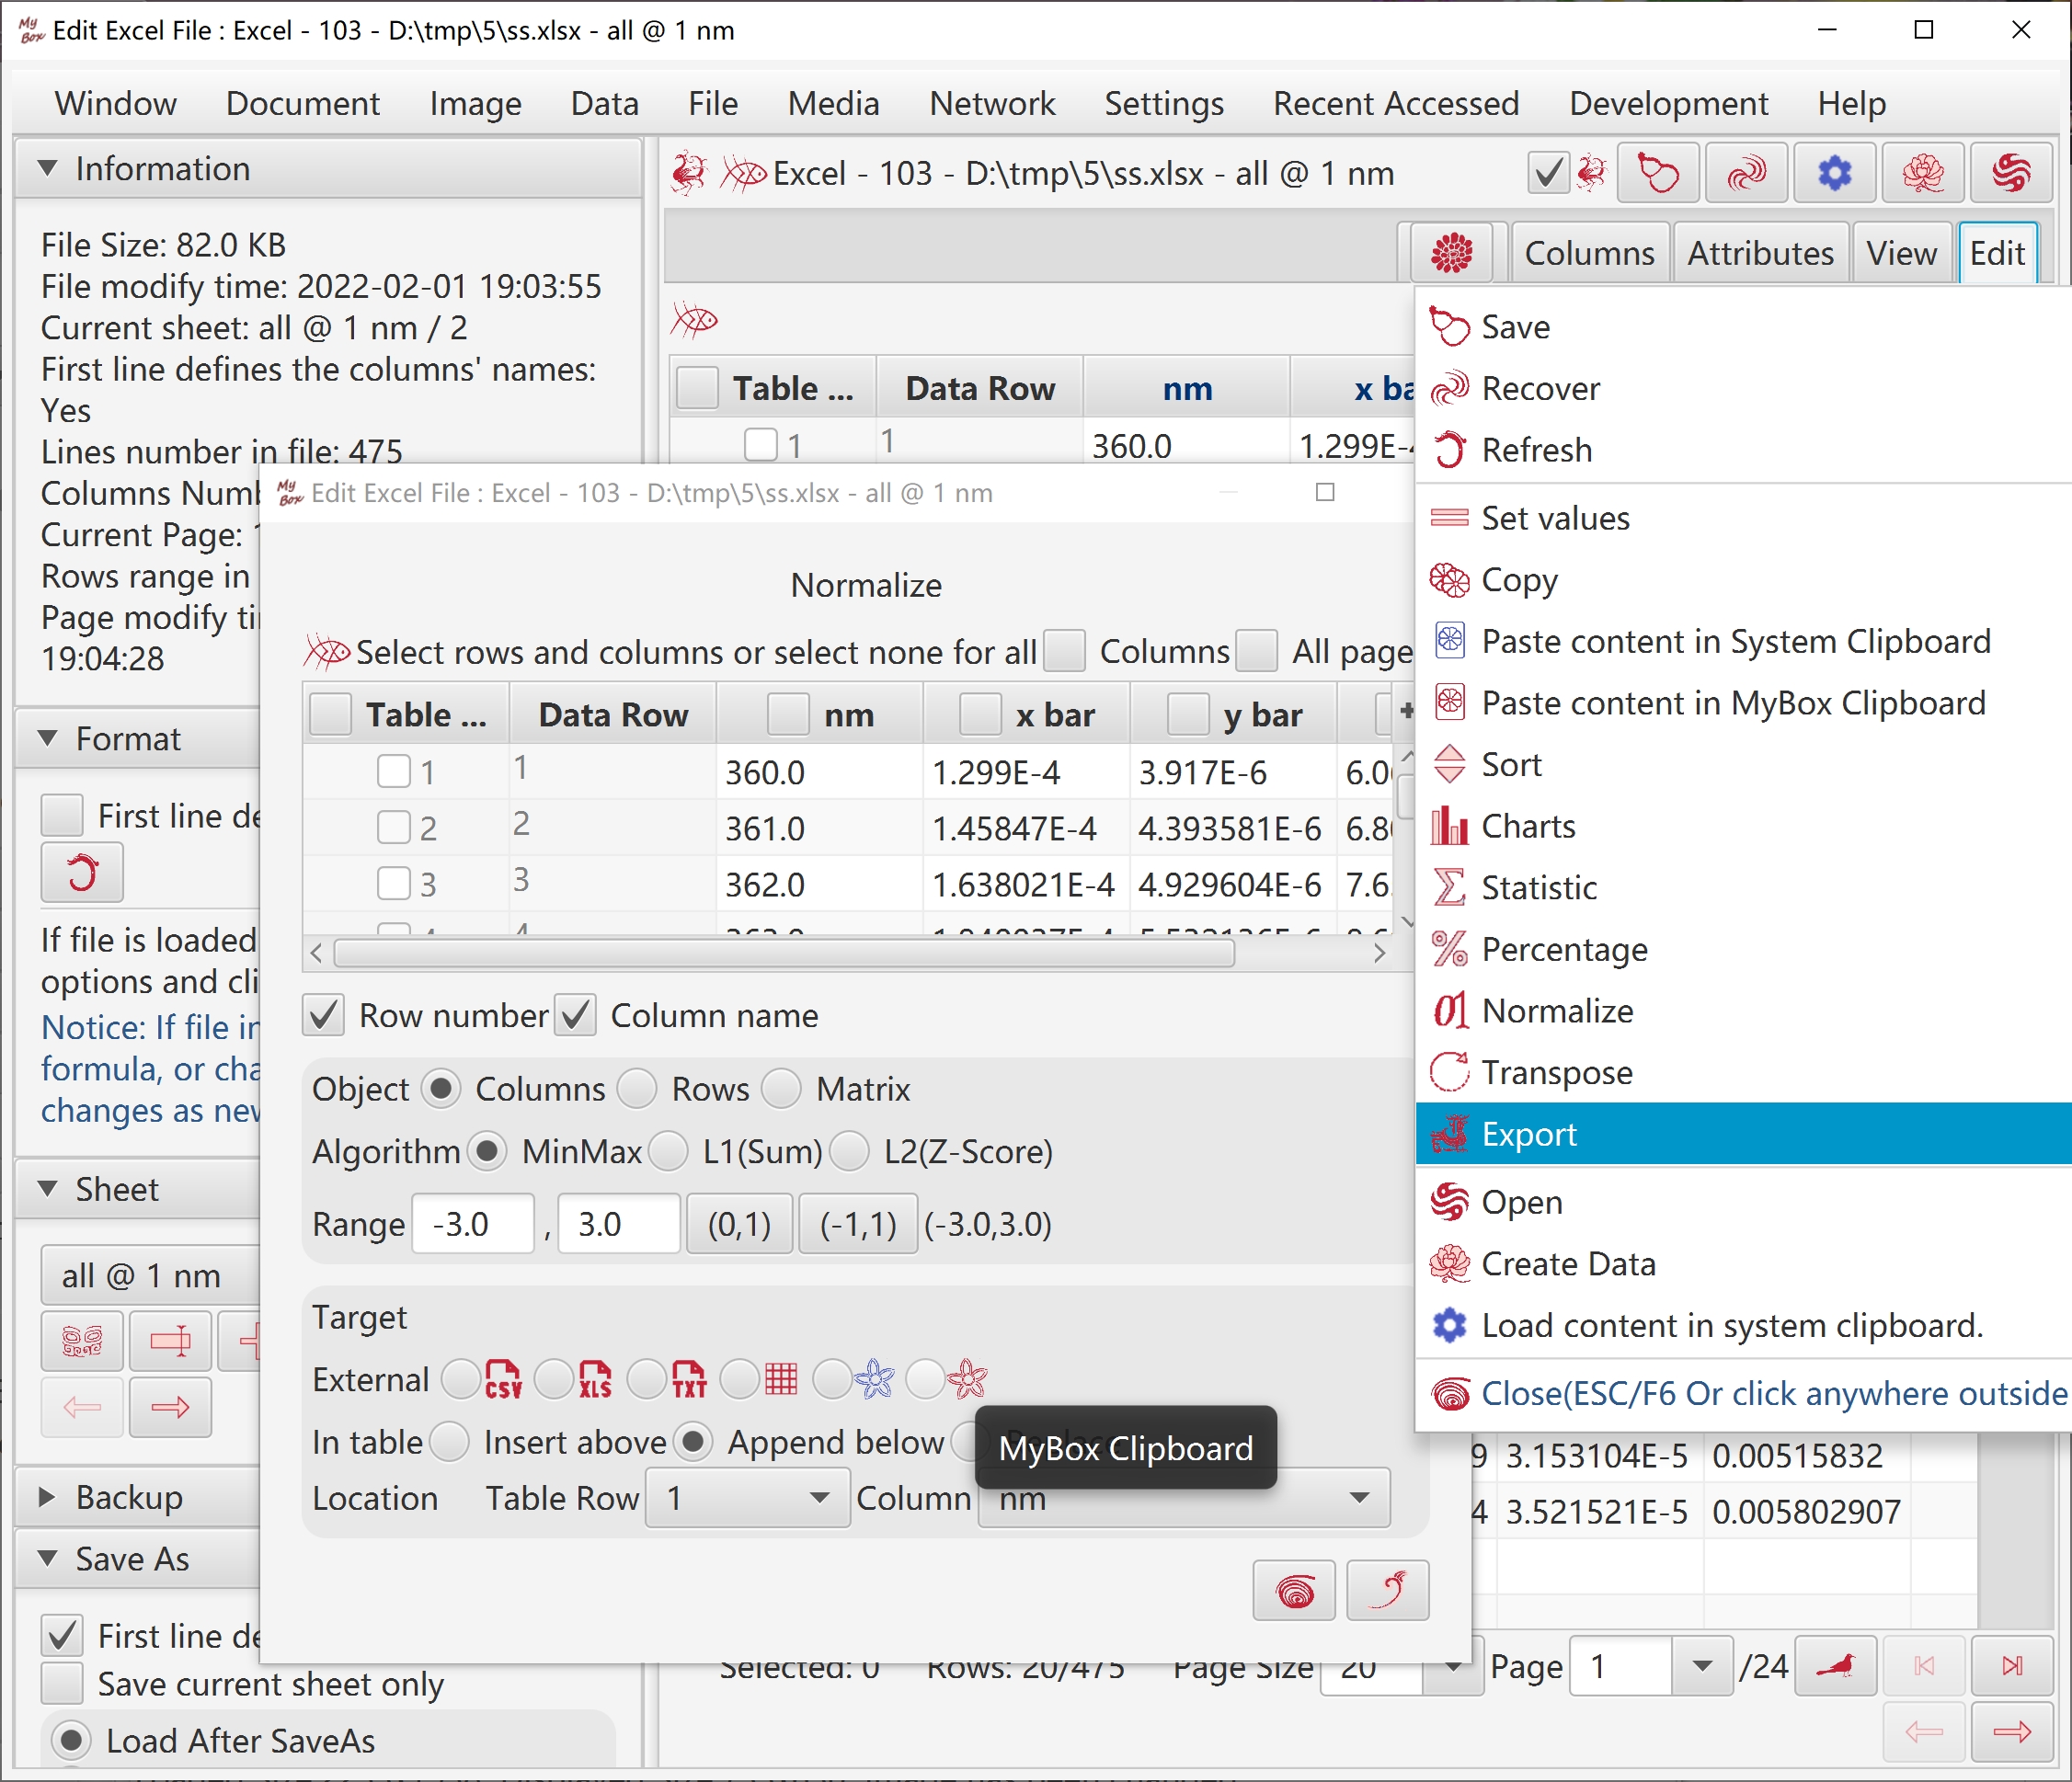 My Box Edit Excel File : Excel - 103 - D:\tmp\5\ss.xlsx - all @ 1 nm
Window Document Image Data File Media Network Settings Recent Accessed Development Help
Information
File Size: 82.0 KB
File modify time: 2022-02-01 19:03:55
Current sheet: all @ 1 nm / 2
First line defines the columns' names:
Yes
Lines number in file: 475
Columns Numb
Current Page: 1
Rows range in
Page modify ti
19:04:28
Format
First line de
If file is loaded
options and cli
Notice: If file in
formula, or cha
changes as new
Sheet
all @ 1 nm
Backup
Save As
First line de
Save current sheet only
Load After SaveAs
Excel - 103 - D:\tmp\5\ss.xlsx - all @ 1 nm
Columns Attributes View Edit
Table ... Data Row nm x ba
1 1 360.0 1.299E-4
My Box Edit Excel File : Excel - 103 - D:\tmp\5\ss.xlsx - all @ 1 nm
Normalize
Select rows and columns or select none for all Columns All page
Table ... Data Row nm x bar y bar +
1 1 360.0 1.299E-4 3.917E-6 6.0
2 2 361.0 1.45847E-4 4.393581E-6 6.8
3 3 362.0 1.638021E-4 4.929604E-6 7.6
Row number Column name
Object Columns Rows Matrix
Algorithm MinMax L1(Sum) L2(Z-Score)
Range -3.0 , 3.0 (0,1) (-1,1) (-3.0,3.0)
Target
External CSV XLS TXT
In table Insert above Append below
MyBox Clipboard
Location Table Row 1 Column nm
Save
Recover
Refresh
Set values
Copy
Paste content in System Clipboard
Paste content in MyBox Clipboard
Sort
Charts
Statistic
Percentage
Normalize
Transpose
Export
Open
Create Data
Load content in system clipboard.
Close(ESC/F6 Or click anywhere outside
9 3.153104E-5 0.00515832
4 3.521521E-5 0.005802907
Selected: 0 Rows: 20/475 Page Size 20 Page 1 /24